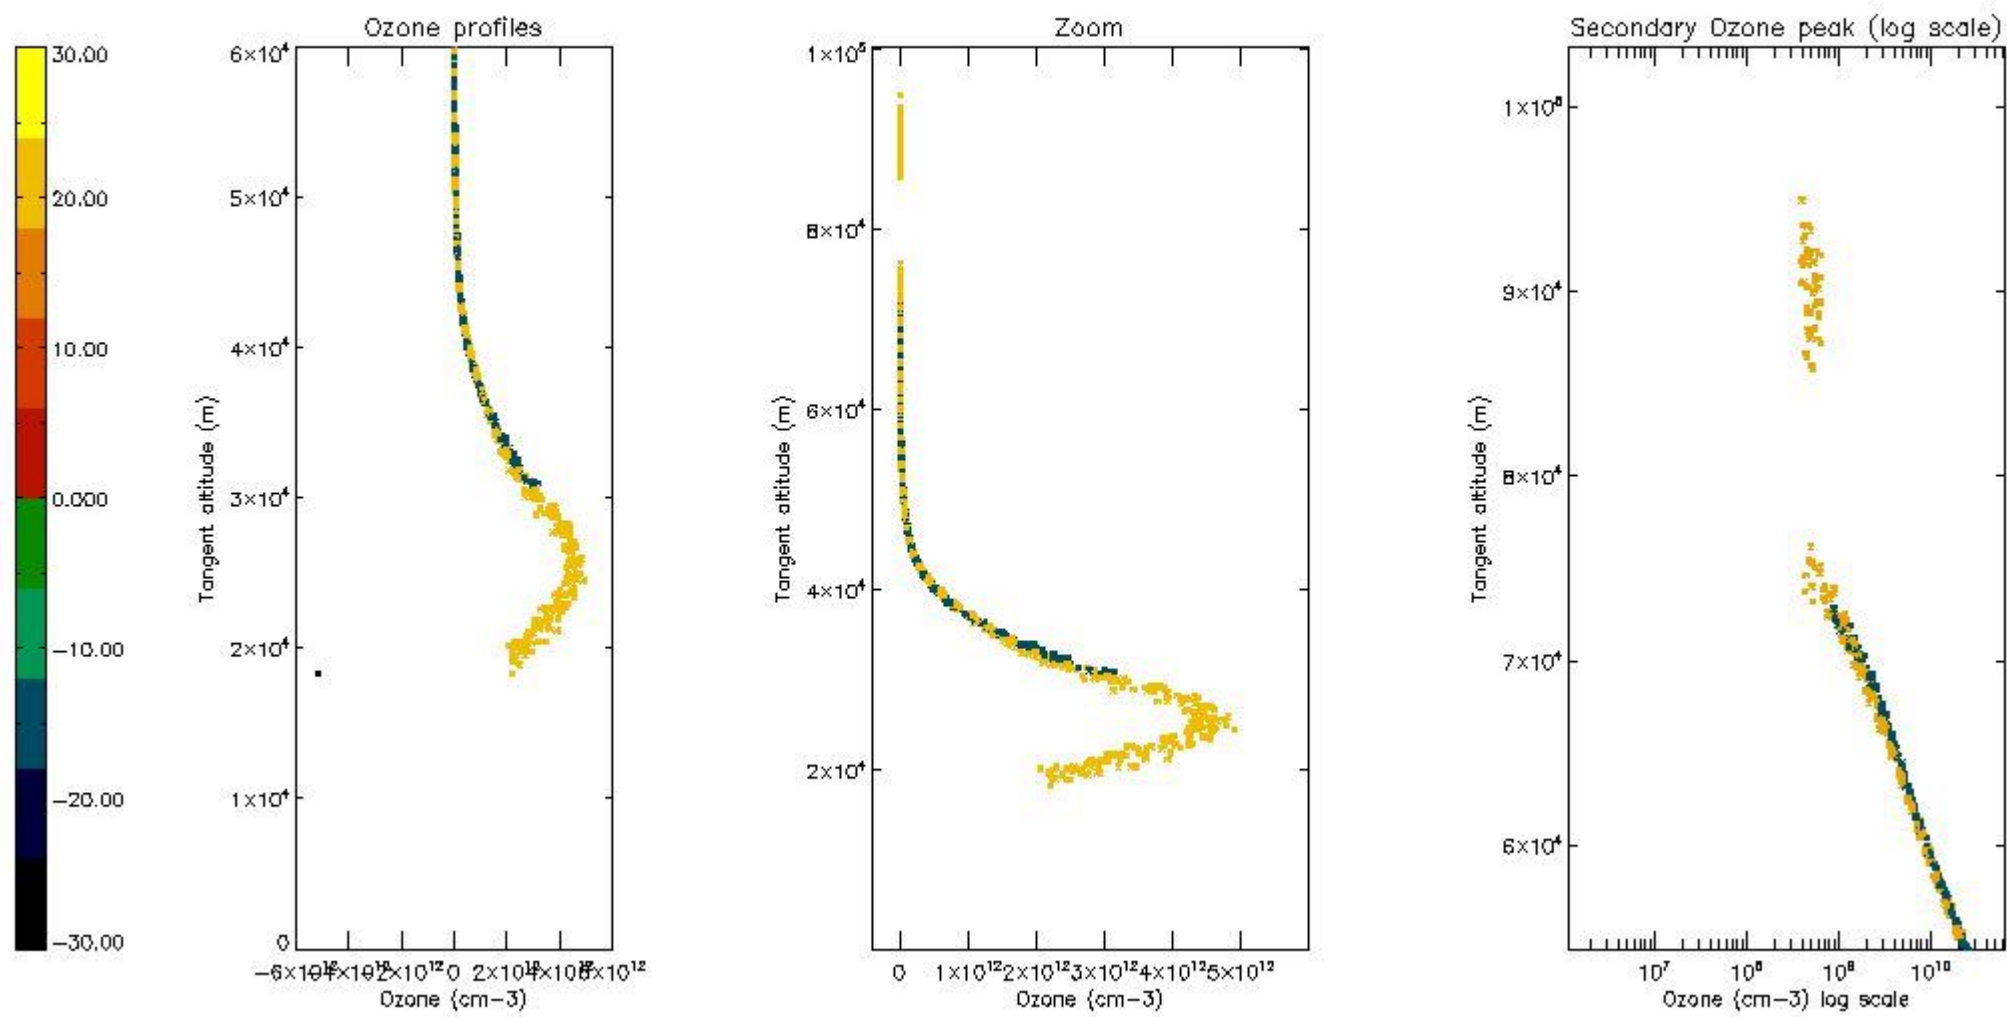 Ozone profiles
Zoom
Secondary Ozone peak (log scale)
30.00
20.00
10.00
0.000
−10.00
−20.00
−30.00
6×10⁴
5×10⁴
4×10⁴
3×10⁴
2×10⁴
1×10⁴
0
Tangent altitude (m)
0
2×10¹²
Ozone (cm−3)
1×10⁵
8×10⁴
6×10⁴
4×10⁴
2×10⁴
Tangent altitude (m)
0 1×10¹² 2×10¹² 3×10¹² 4×10¹² 5×10¹²
Ozone (cm−3)
9×10⁴
8×10⁴
7×10⁴
6×10⁴
Tangent altitude (m)
10⁷ 10⁸ 10⁹ 10¹⁰
Ozone (cm−3) log scale